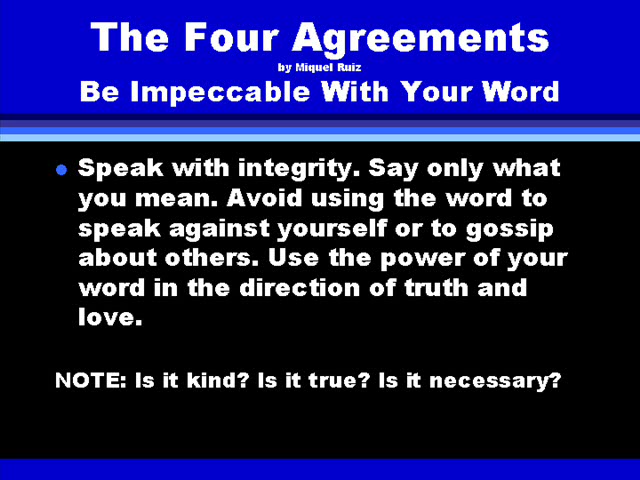 The Four Agreements
by Miquel Ruiz
Be Impeccable With Your Word
Speak with integrity. Say only what
you mean. Avoid using the word to
speak against yourself or to gossip
about others. Use the power of your
word in the direction of truth and
love.
NOTE: Is it kind? Is it true? Is it necessary?